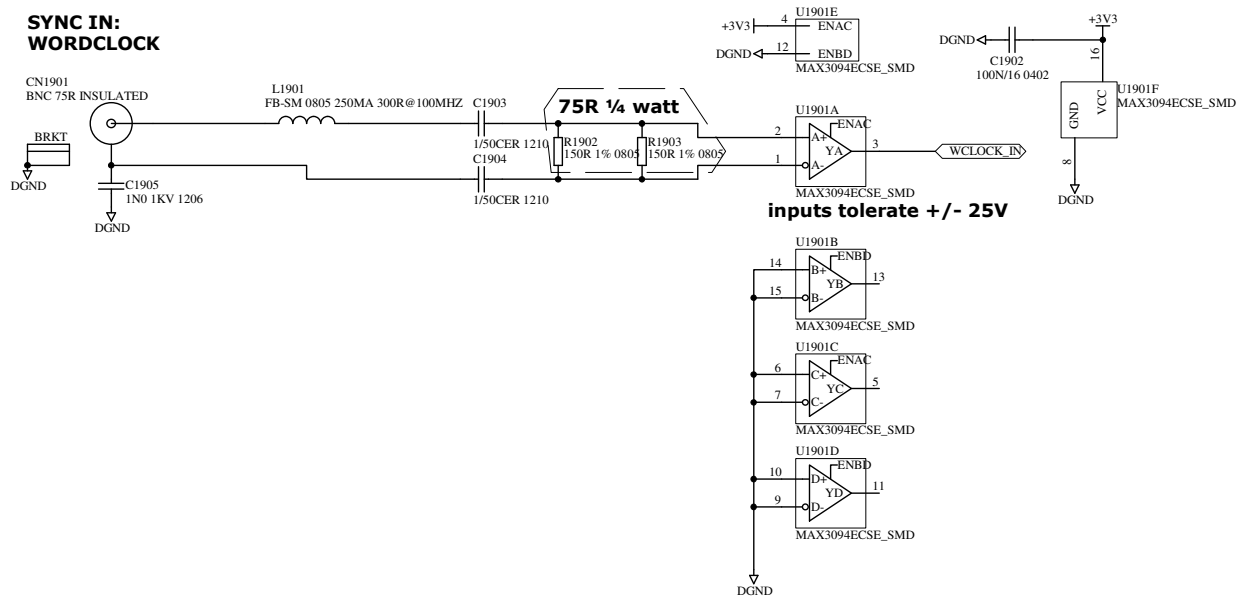 SYNC IN:
WORDCLOCK
CN1901
BNC 75R INSULATED
BRKT
DGND
C1905
1N0 1KV 1206
DGND
L1901
FB-SM 0805 250MA 300R@100MHZ
C1903
1/50CER 1210
C1904
1/50CER 1210
75R ¼ watt
R1902
150R 1% 0805
R1903
150R 1% 0805
U1901E
+3V3
4
ENAC
DGND
12
ENBD
MAX3094ECSE_SMD
U1901A
ENAC
2
A+
YA
3
1
A-
MAX3094ECSE_SMD
WCLOCK_IN
inputs tolerate +/- 25V
+3V3
DGND
C1902
100N/16 0402
16
U1901F
MAX3094ECSE_SMD
GND
VCC
8
DGND
U1901B
ENBD
14
B+
YB
13
15
B-
MAX3094ECSE_SMD
U1901C
ENAC
6
C+
YC
5
7
C-
MAX3094ECSE_SMD
U1901D
ENBD
10
D+
YD
11
9
D-
MAX3094ECSE_SMD
DGND